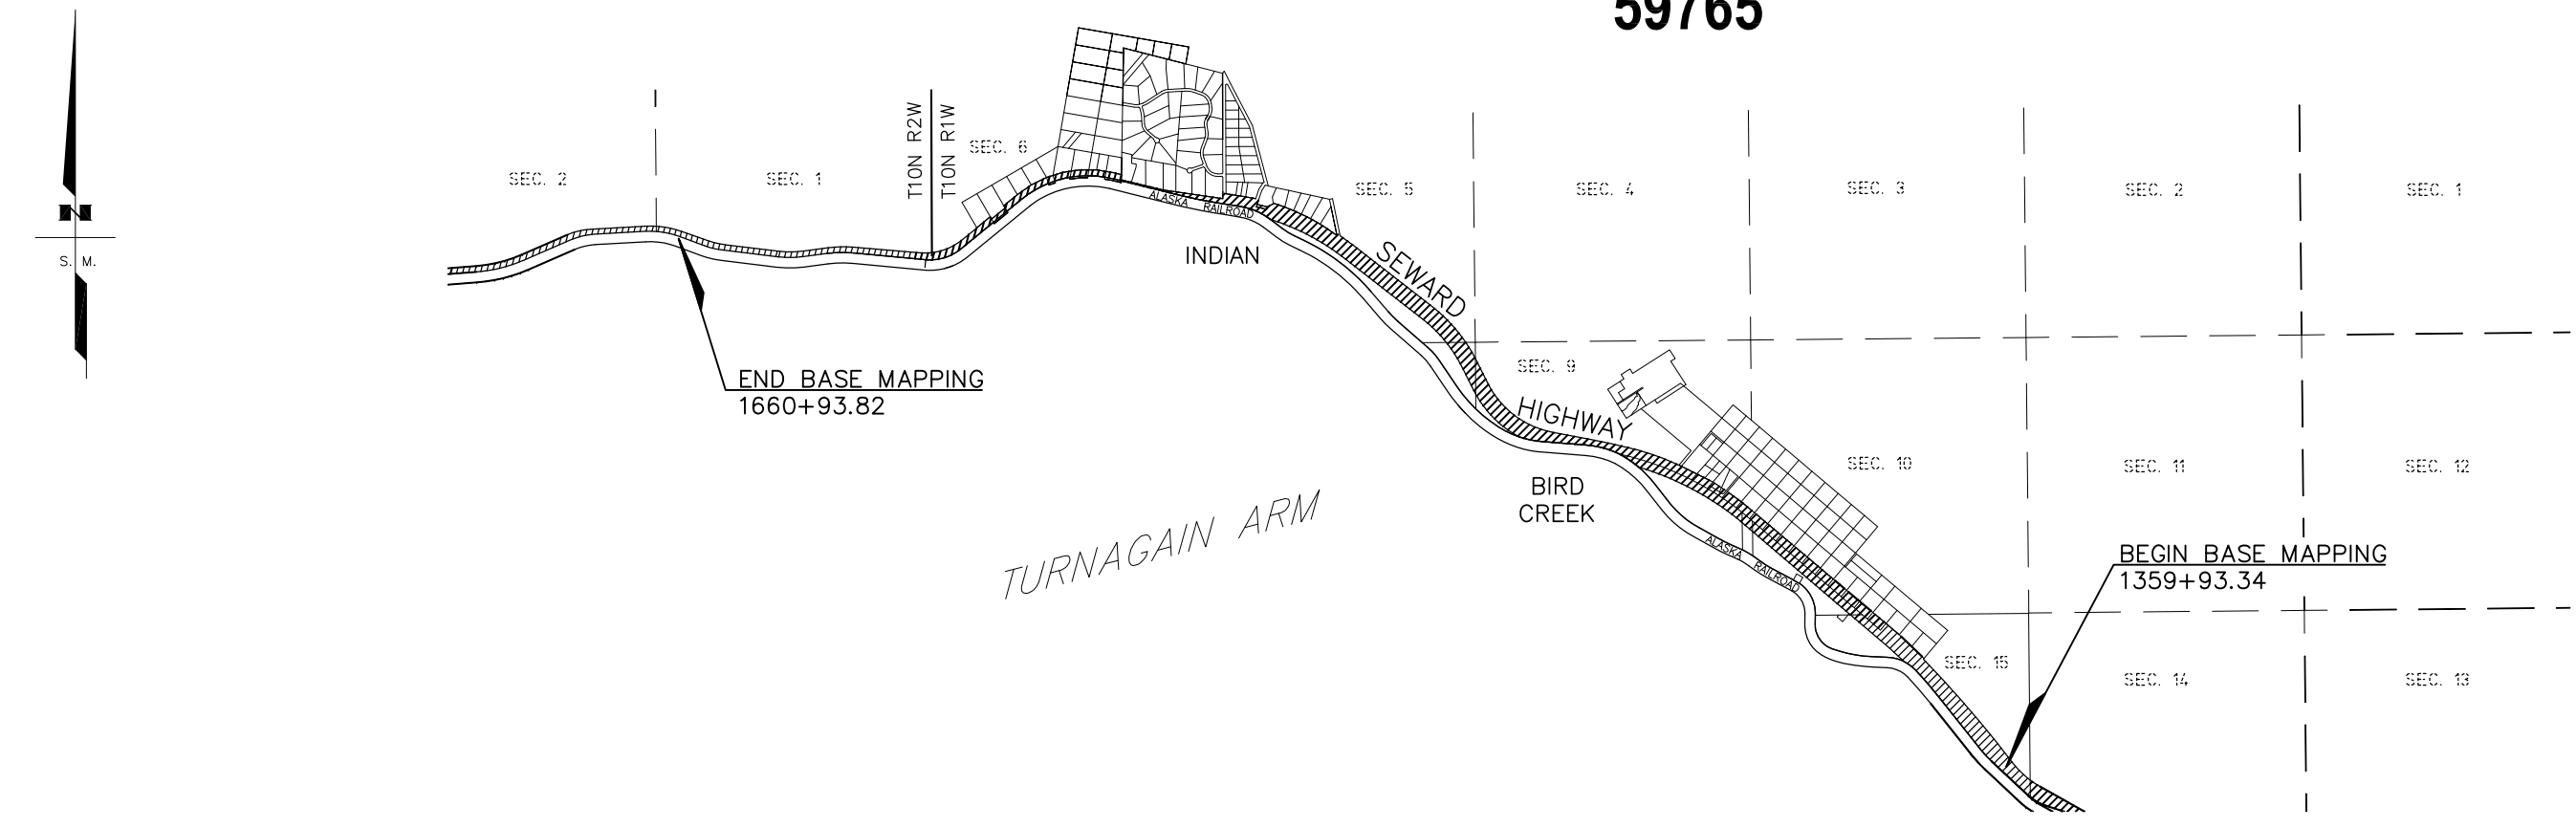 59765
T10N R2W
T10N R1W
SEC. 6
SEC. 2
SEC. 1
SEC. 5
SEC. 4
SEC. 3
SEC. 2
SEC. 1
ALASKA RAILROAD
INDIAN
SEWARD
S. M.
END BASE MAPPING
1660+93.82
SEC. 9
HIGHWAY
SEC. 10
SEC. 11
SEC. 12
BIRD
CREEK
TURNAGAIN ARM
ALASKA RAILROAD
BEGIN BASE MAPPING
1359+93.34
SEC. 15
SEC. 14
SEC. 13